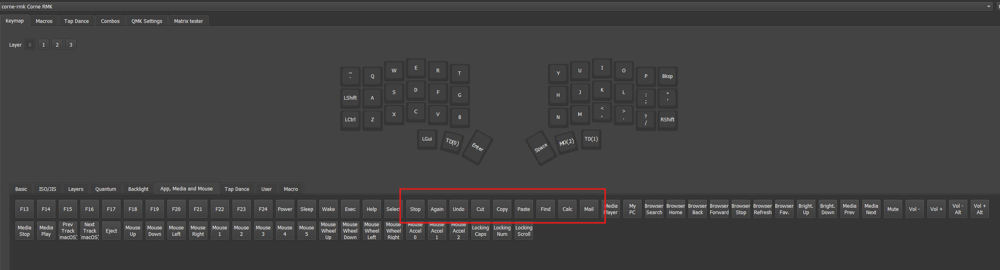 corne-rmk Corne RMK
Keymap Macros Tap Dance Combos QMK Settings Matrix tester
Layer 0 1 2 3
~ ` Q W E R T Y U I O P Bksp
LShift A S D F G H J K L : ; " '
LCtrl Z X C V B N M < , > . ? / RShift
LGui TD(0) Enter Space MO(2) TD(1)
Basic ISO/JIS Layers Quantum Backlight App, Media and Mouse Tap Dance User Macro
F13 F14 F15 F16 F17 F18 F19 F20 F21 F22 F23 F24 Power Sleep Wake Exec Help Select Stop Again Undo Cut Copy Paste Find Calc Mail Media Player My PC Browser Search Browser Home Browser Back Browser Forward Browser Stop Browser Refresh Browser Fav. Bright. Up Bright. Down Media Prev Media Next Mute Vol - Vol + Vol - Alt Vol + Alt
Media Stop Media Play Prev Track macOS) Next Track macOS) Eject Mouse Up Mouse Down Mouse Left Mouse Right Mouse 1 Mouse 2 Mouse 3 Mouse 4 Mouse 5 Mouse Wheel Up Mouse Wheel Down Mouse Wheel Left Mouse Wheel Right Mouse Accel 0 Mouse Accel 1 Mouse Accel 2 Locking Caps Locking Num Locking Scroll